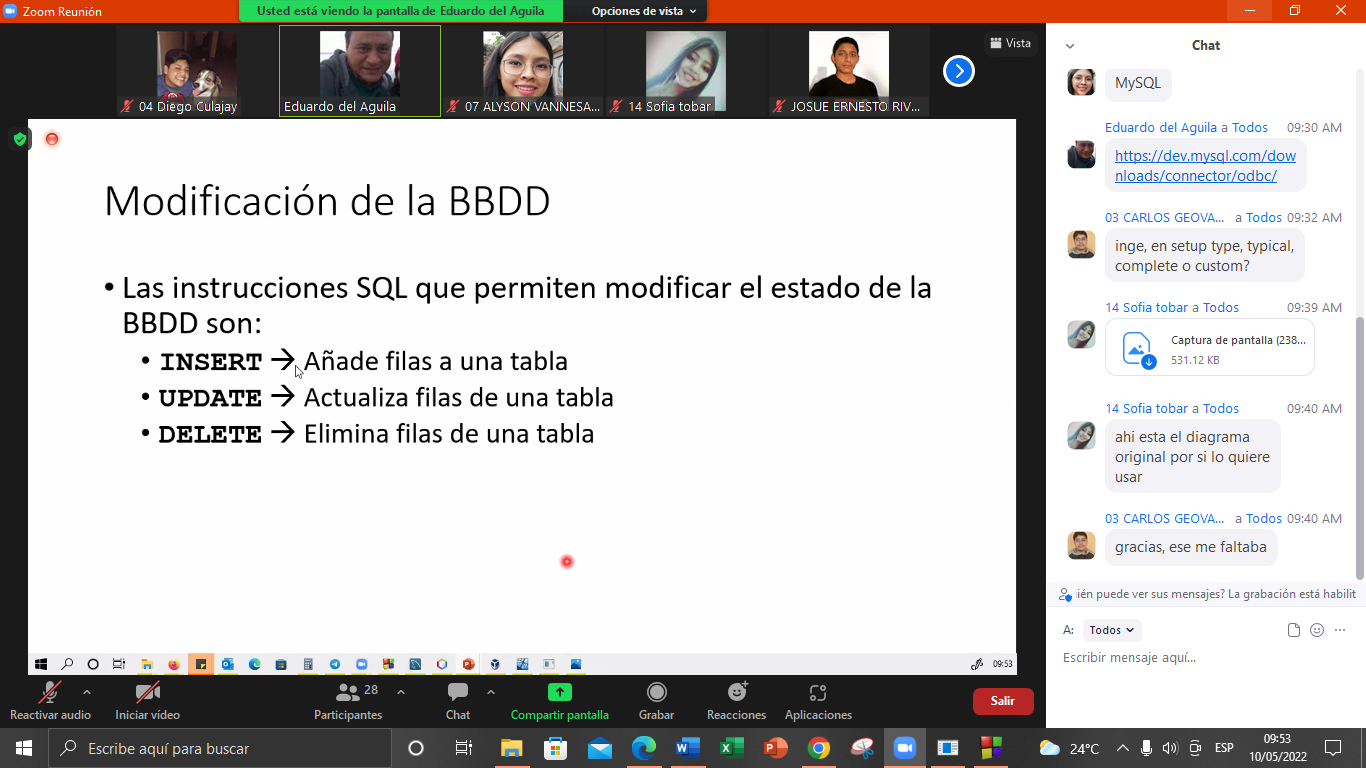 Zoom Reunión
Usted está viendo la pantalla de Eduardo del Aguila
Opciones de vista
04 Diego Culajay
Eduardo del Aguila
07 ALYSON VANNESA...
14 Sofia tobar
JOSUE ERNESTO RIV...
Vista
Modificación de la BBDD
• Las instrucciones SQL que permiten modificar el estado de la
BBDD son:
• INSERT → Añade filas a una tabla
• UPDATE → Actualiza filas de una tabla
• DELETE → Elimina filas de una tabla
09:53
Chat
MySQL
Eduardo del Aguila a Todos 09:30 AM
https://dev.mysql.com/dow
nloads/connector/odbc/
03 CARLOS GEOVA... a Todos 09:32 AM
inge, en setup type, typical,
complete o custom?
14 Sofia tobar a Todos 09:39 AM
Captura de pantalla (238...
531.12 KB
14 Sofia tobar a Todos 09:40 AM
ahi esta el diagrama
original por si lo quiere
usar
03 CARLOS GEOVA... a Todos 09:40 AM
gracias, ese me faltaba
ién puede ver sus mensajes? La grabación está habilit
A: Todos
Escribir mensaje aquí...
Reactivar audio
Iniciar vídeo
28
Participantes
Chat
Compartir pantalla
Grabar
Reacciones
Aplicaciones
Salir
Escribe aquí para buscar
24°C
ESP
09:53
10/05/2022